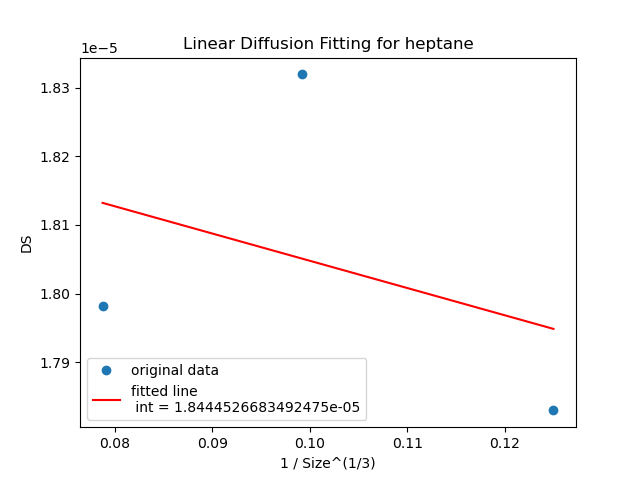 Linear Diffusion Fitting for heptane
1e−5
1.83
1.82
1.81
1.80
1.79
DS
original data
fitted line
int = 1.8444526683492475e-05
0.08 0.09 0.10 0.11 0.12
1 / Size^(1/3)